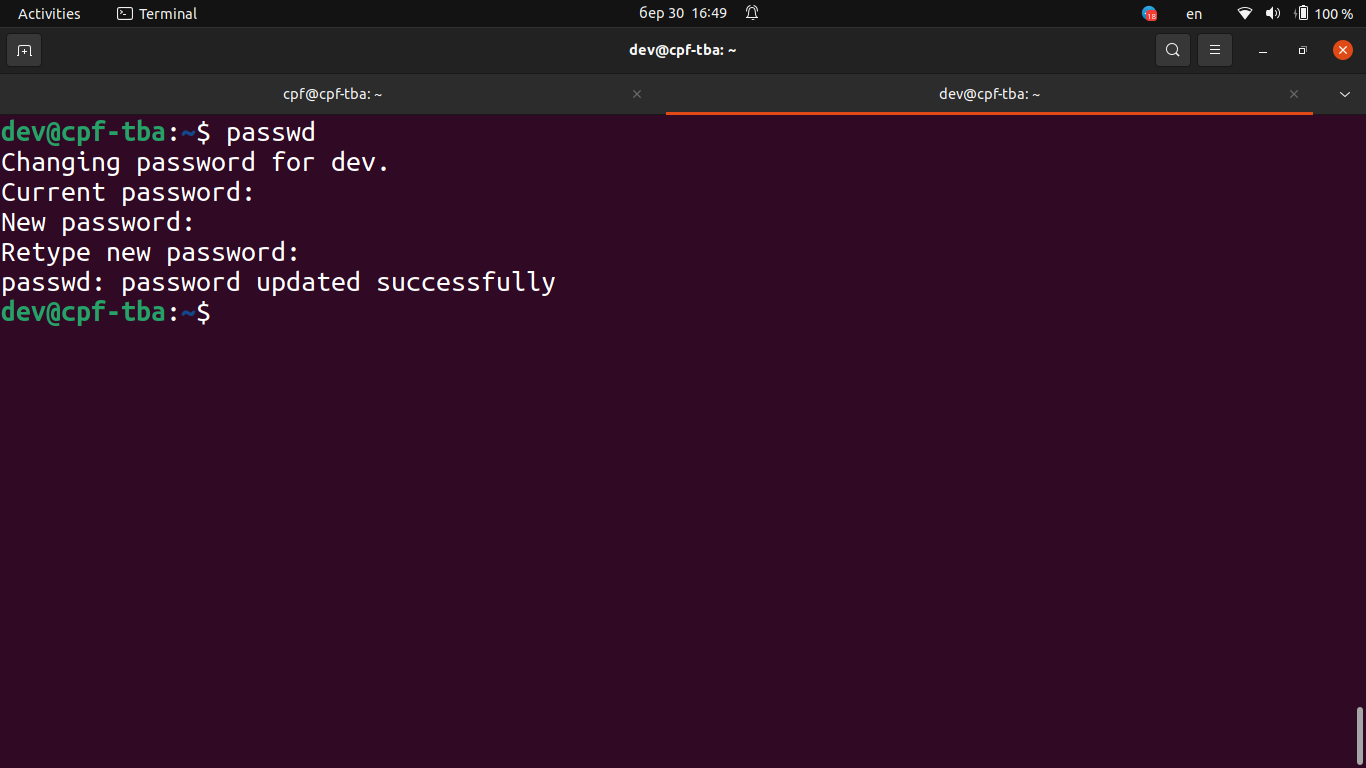 Activities Terminal бер 30 16:49 18 en 100 %
dev@cpf-tba: ~
cpf@cpf-tba: ~ dev@cpf-tba: ~
dev@cpf-tba:~$ passwd
Changing password for dev.
Current password:
New password:
Retype new password:
passwd: password updated successfully
dev@cpf-tba:~$